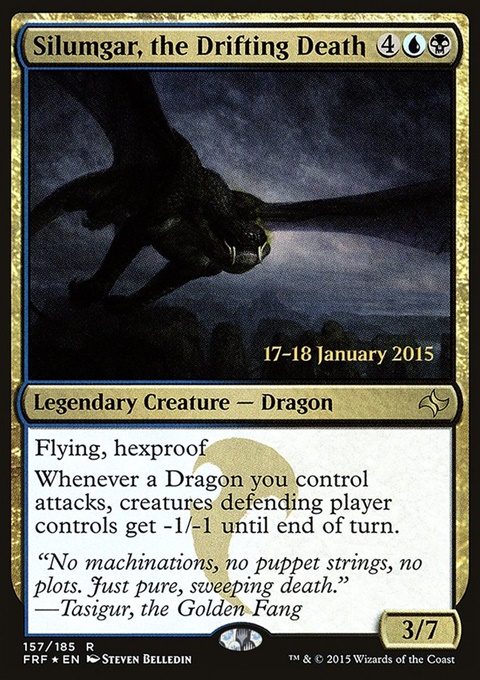 Silumgar, the Drifting Death 4
17–18 January 2015
Legendary Creature — Dragon
Flying, hexproof
Whenever a Dragon you control
attacks, creatures defending player
controls get -1/-1 until end of turn.
“No machinations, no puppet strings, no
plots. Just pure, sweeping death.”
—Tasigur, the Golden Fang
3/7
157/185 R
FRF ★ EN Steven Belledin
™ & © 2015 Wizards of the Coast